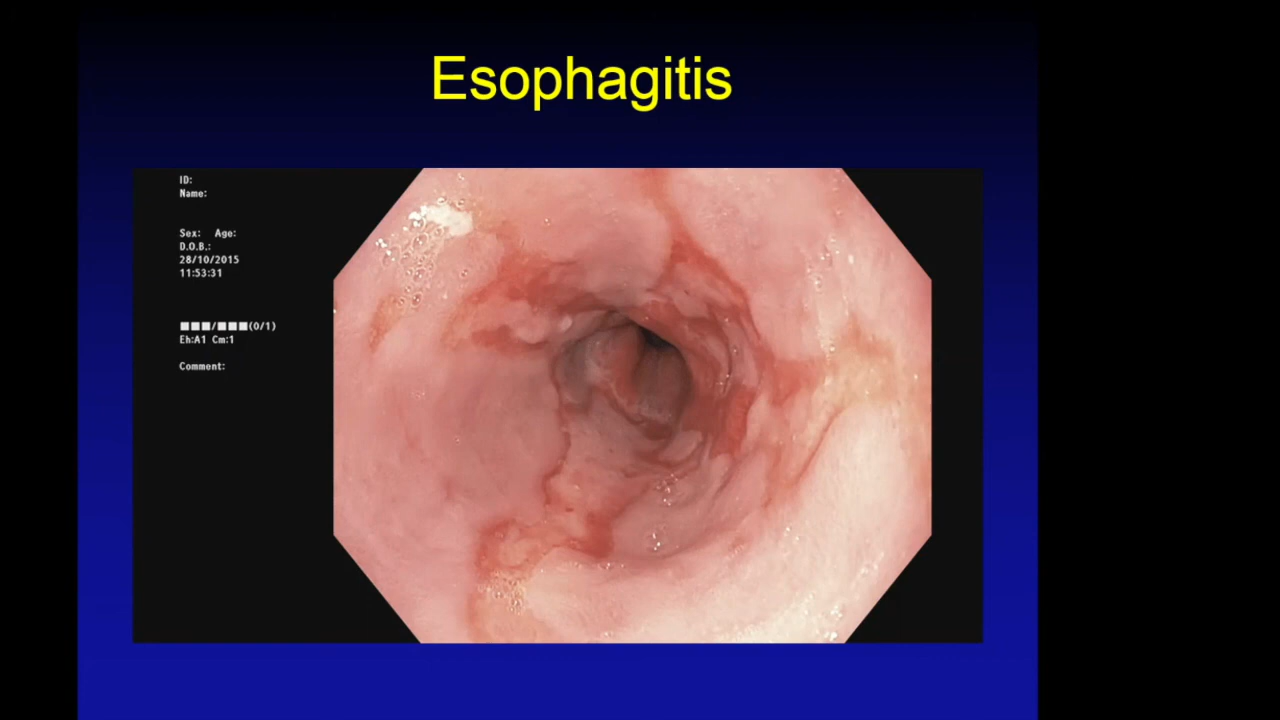 Esophagitis
ID:
Name:
Sex: Age:
D.O.B.:
28/10/2015
11:53:31
■■■/■■■(0/1)
Eh:A1 Cm:1
Comment: